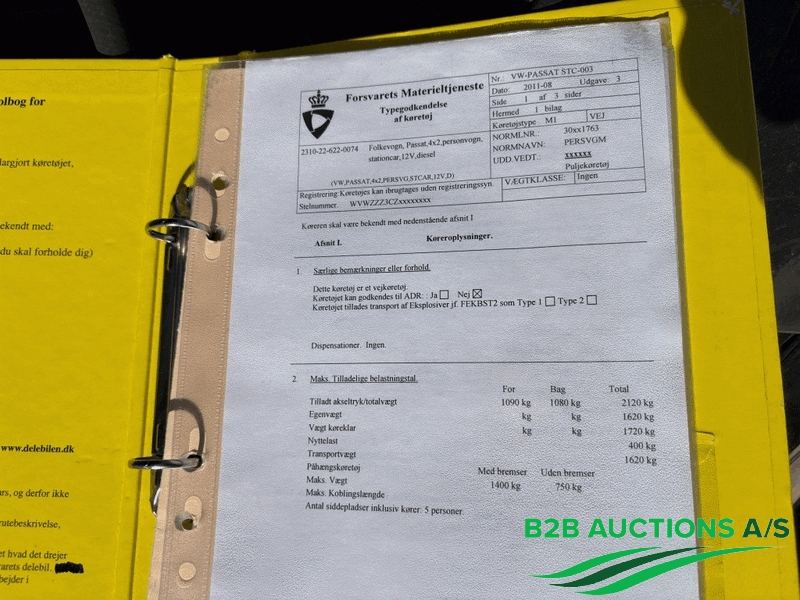 olbog for
largjort køretøjet,
ekendt med:
du skal forholde dig)
www.delebilen.dk
rs, og derfor ikke
rutebeskrivelse,
et hvad det drejer
rarets delebil.
bejder i
Forsvarets Materieltjeneste
Typegodkendelse
af køretøj
Nr.: VW-PASSAT STC-003
Dato: 2011-08 Udgave: 3
Side 1 af 3 sider
Hermed 1 bilag
Køretøjstype M1 VEJ
NORMLNR.: 30xx1763
NORMNAVN: PERSVGM
UDD.VEDT.: xxxxxx
Puljekøretøj
VÆGTKLASSE: Ingen
2310-22-622-0074 Folkevogn, Passat,4x2,personvogn,
stationcar,12V,diesel
(VW,PASSAT,4x2,PERSVG,STCAR,12V,D)
Registrering:Køretøjes kan ibrugtages uden registreringssyn.
Stelnummer. WVWZZZ3CZxxxxxxxx
Køreren skal være bekendt med nedenstående afsnit I
Afsnit I. Køreroplysninger.
1. Særlige bemærkninger eller forhold.
Dette køretøj er et vejkøretøj.
Køretøjet kan godkendes til ADR: : Ja Nej
Køretøjet tillades transport af Eksplosiver jf. FEKBST2 som Type 1 Type 2
Dispensationer. Ingen.
2. Maks. Tilladelige belastningstal.
For Bag Total
Tilladt akseltryk/totalvægt 1090 kg 1080 kg 2120 kg
Egenvægt kg kg 1620 kg
Vægt køreklar kg kg 1720 kg
Nyttelast 400 kg
Transportvægt 1620 kg
Påhængskøretøj Med bremser Uden bremser
Maks. Vægt 1400 kg 750 kg
Maks. Koblingslængde
Antal siddepladser inklusiv kører: 5 personer.
B2B AUCTIONS A/S